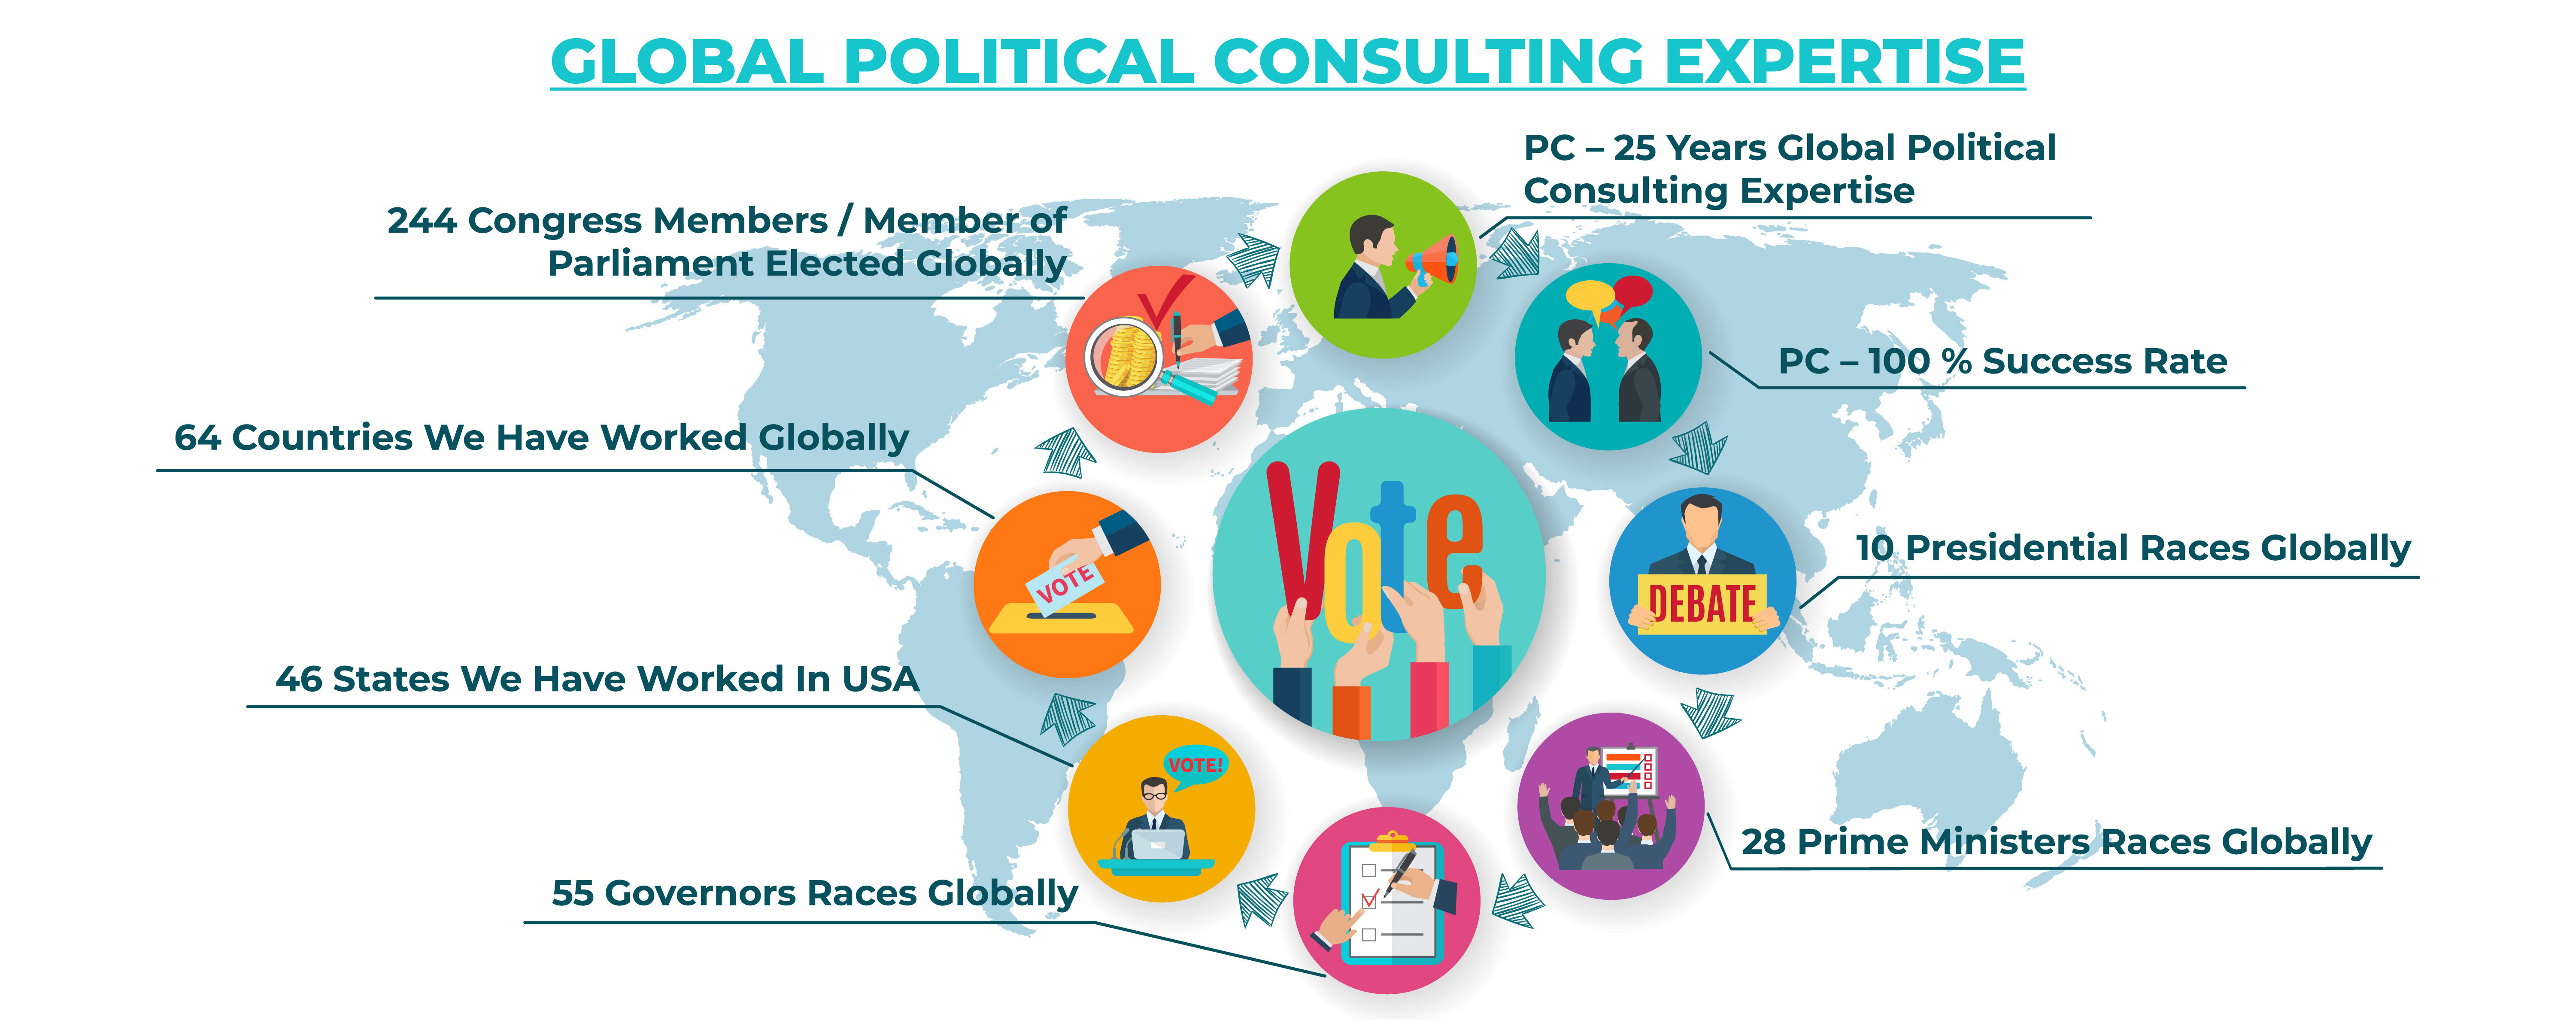 GLOBAL POLITICAL CONSULTING EXPERTISE
PC – 25 Years Global Political
Consulting Expertise
244 Congress Members / Member of
Parliament Elected Globally
PC – 100 % Success Rate
64 Countries We Have Worked Globally
Vote
10 Presidential Races Globally
VOTE
DEBATE
46 States We Have Worked In USA
VOTE!
28 Prime Ministers Races Globally
55 Governors Races Globally